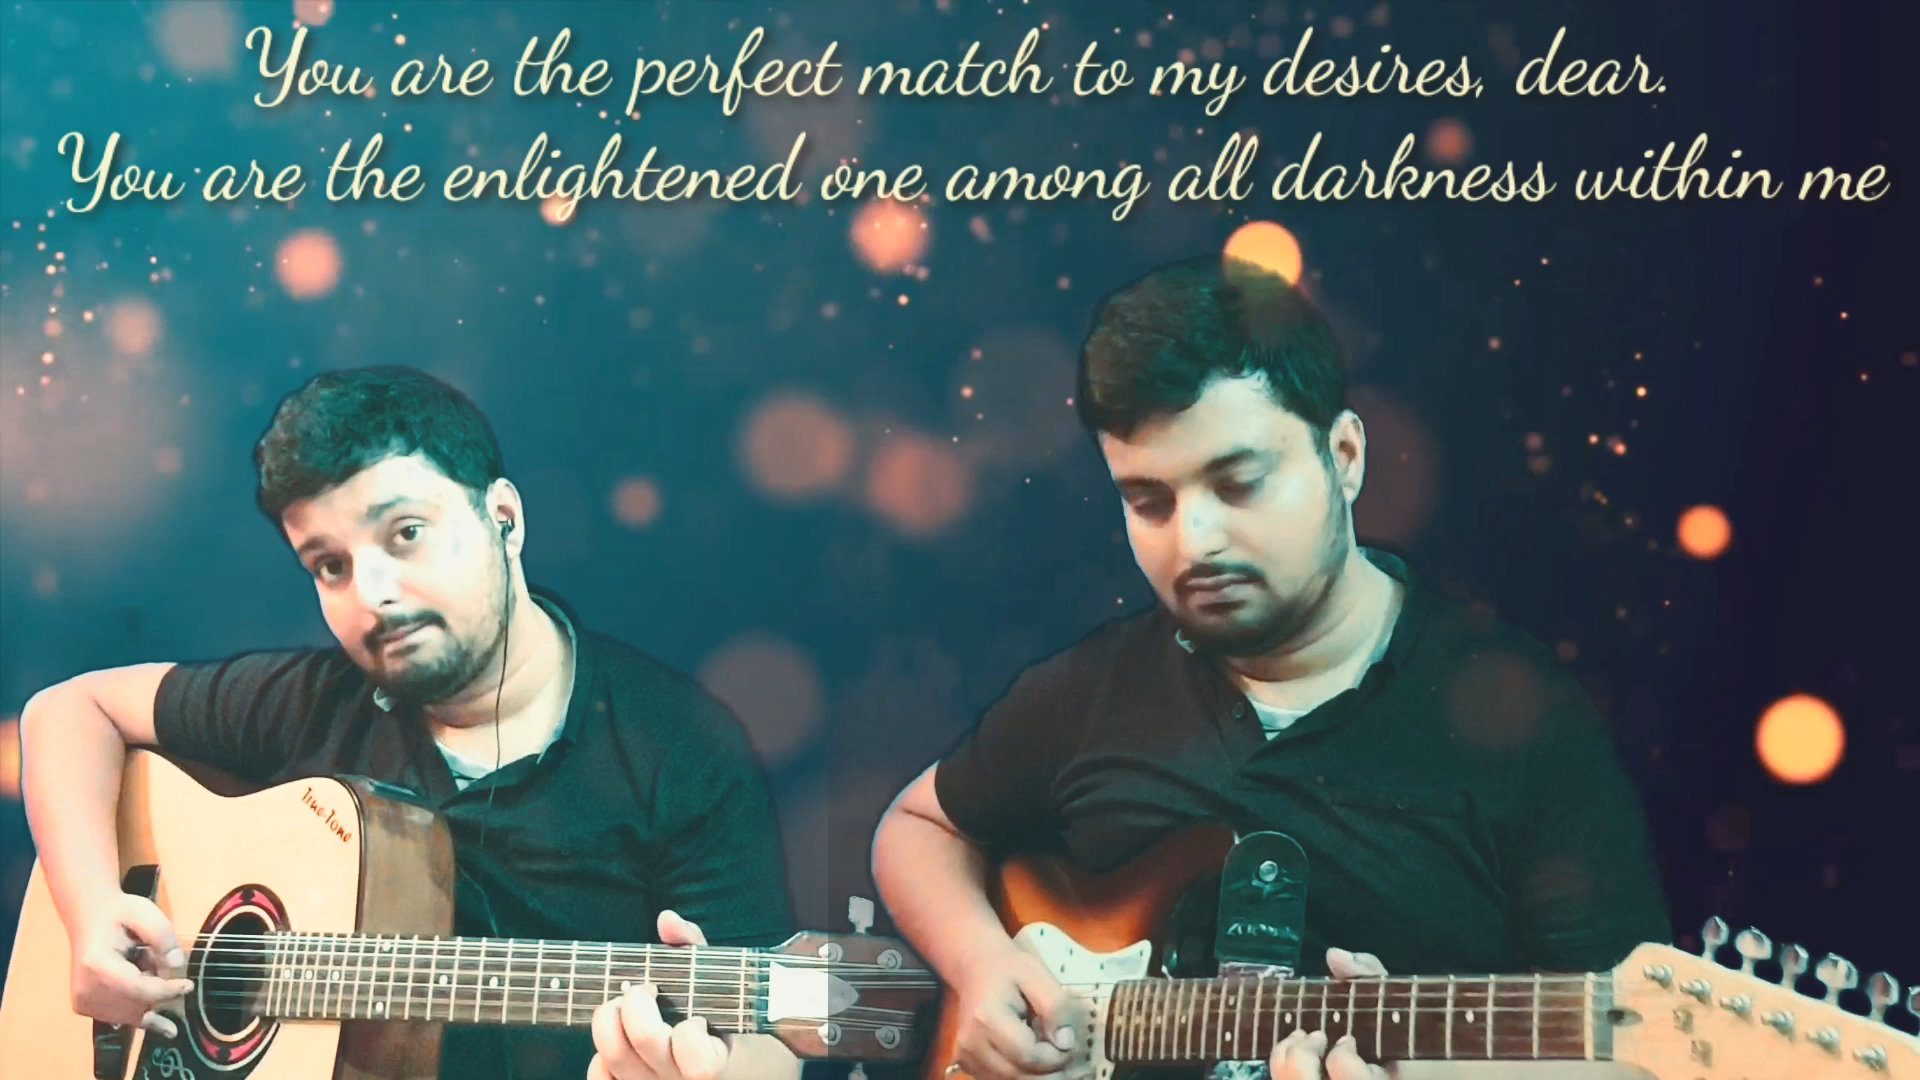 You are the perfect match to my desires, dear.
You are the enlightened one among all darkness within me
True-Tone